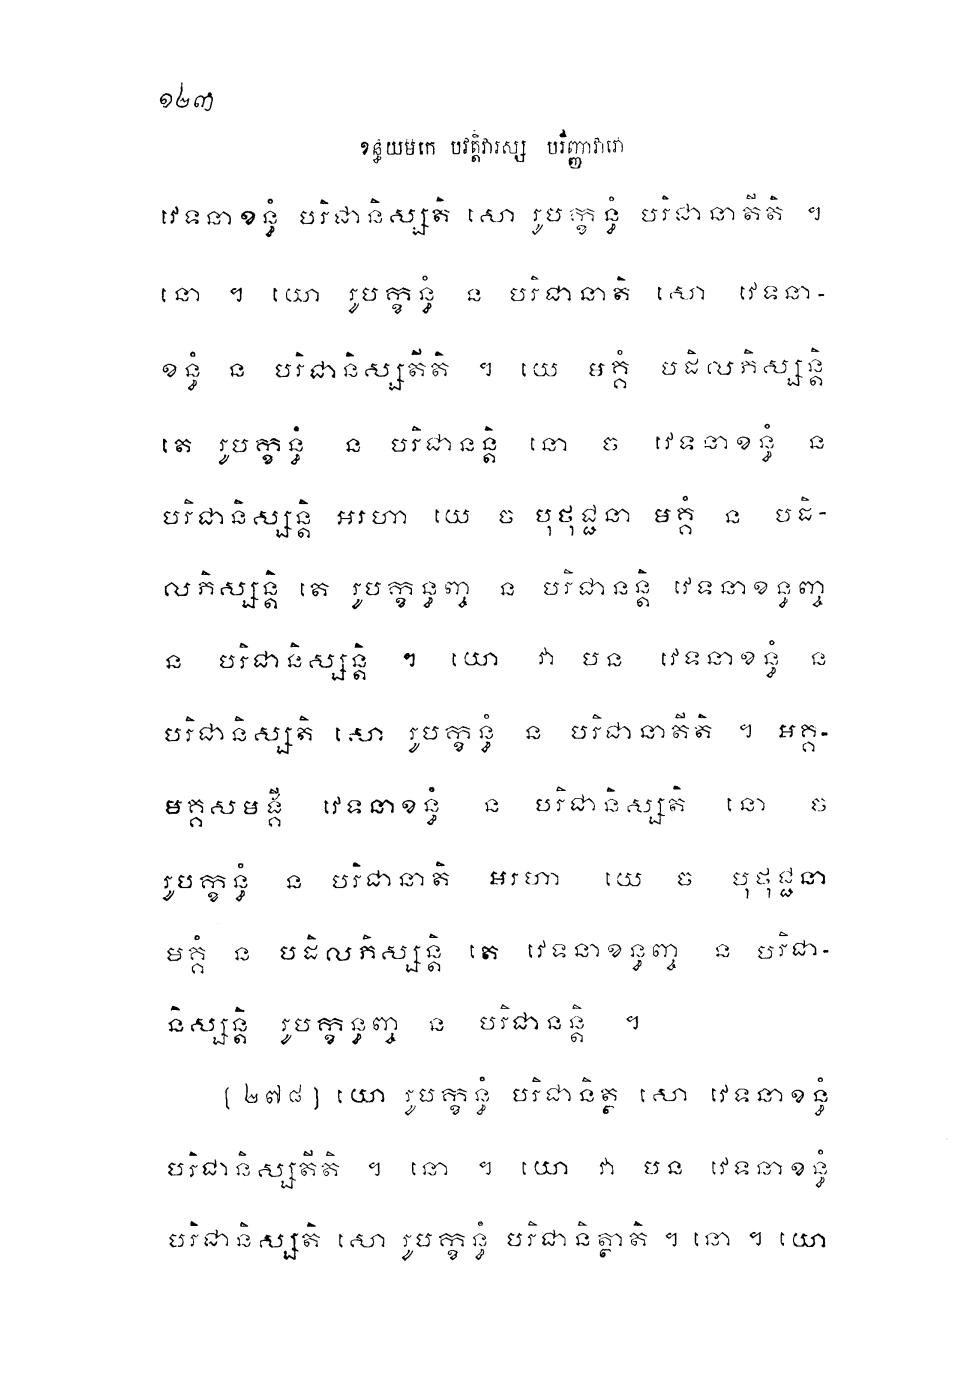 ១២៣
ខន្ធយមកេ បវត្តិវារស្ស បរិញ្ញាវារោ
វេទនាខន្ធំ បរិជានិស្សតិ សោ រូបក្ខន្ធំ បរិជានាតីតិ ។
នោ ។ យោ រូបក្ខន្ធំ ន បរិជានាតិ សោ វេទនា-
ខន្ធំ ន បរិជានិស្សតីតិ ។ យេ មគ្គំ បដិលភិស្សន្តិ
តេ រូបក្ខន្ធំ ន បរិជានន្តិ នោ ច វេទនាខន្ធំ ន
បរិជានិស្សន្តិ អរហា យេ ច បុថុជ្ជនា មគ្គំ ន បដិ-
លភិស្សន្តិ តេ រូបក្ខន្ធញ្ច ន បរិជានន្តិ វេទនាខន្ធញ្ច
ន បរិជានិស្សន្តិ ។ យោ វា បន វេទនាខន្ធំ ន
បរិជានិស្សតិ សោ រូបក្ខន្ធំ ន បរិជានាតីតិ ។ អគ្គ-
មគ្គសមង្គី វេទនាខន្ធំ ន បរិជានិស្សតិ នោ ច
រូបក្ខន្ធំ ន បរិជានាតិ អរហា យេ ច បុថុជ្ជនា
មគ្គំ ន បដិលភិស្សន្តិ តេ វេទនាខន្ធញ្ច ន បរិជា-
និស្សន្តិ រូបក្ខន្ធញ្ច ន បរិជានន្តិ ។
[២៧៨] យោ រូបក្ខន្ធំ បរិជានិត្ថ សោ វេទនាខន្ធំ
បរិជានិស្សតីតិ ។ នោ ។ យោ វា បន វេទនាខន្ធំ
បរិជានិស្សតិ សោ រូបក្ខន្ធំ បរិជានិត្ថាតិ ។ នោ ។ យោ